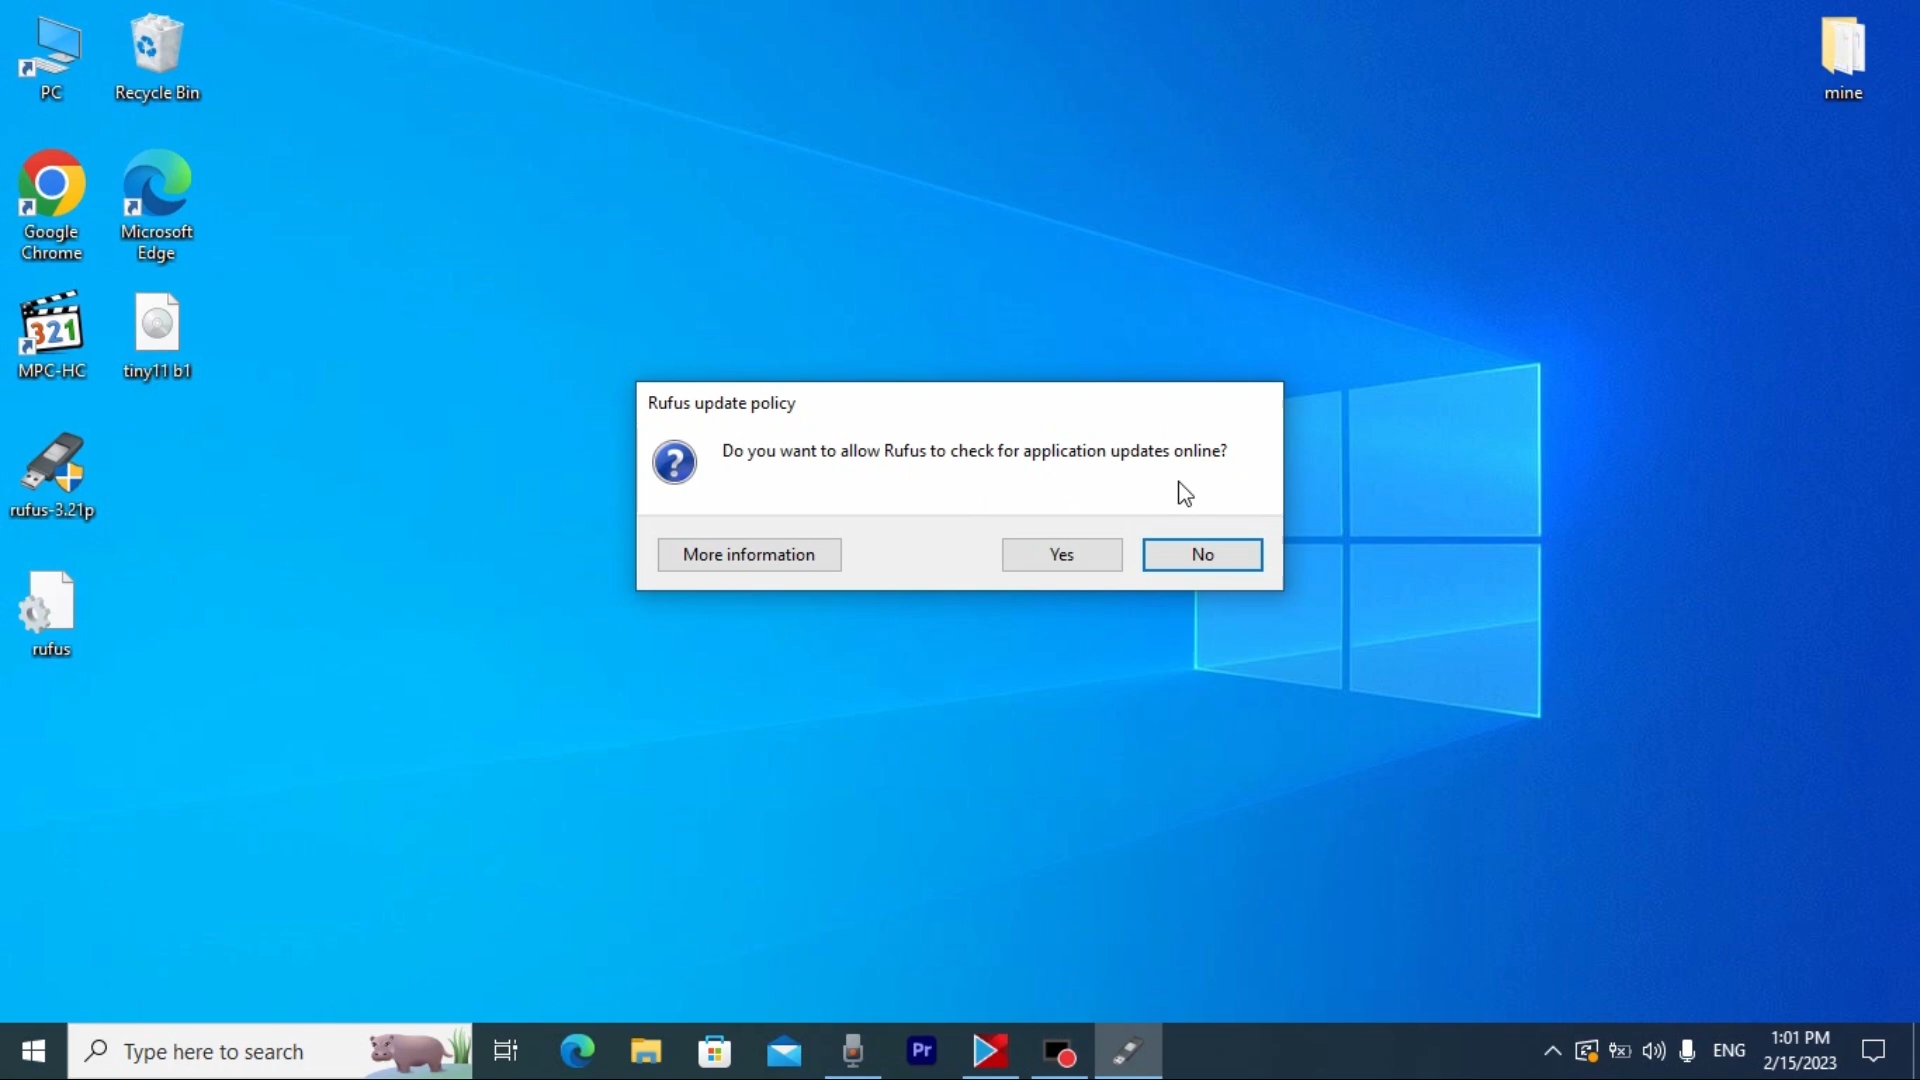 PC
Recycle Bin
mine
Google
Chrome
Microsoft
Edge
321
MPC-HC
tiny11 b1
rufus-3.21p
rufus
Rufus update policy
?
Do you want to allow Rufus to check for application updates online?
More information
Yes
No
Type here to search
Pr
ENG
1:01 PM
2/15/2023